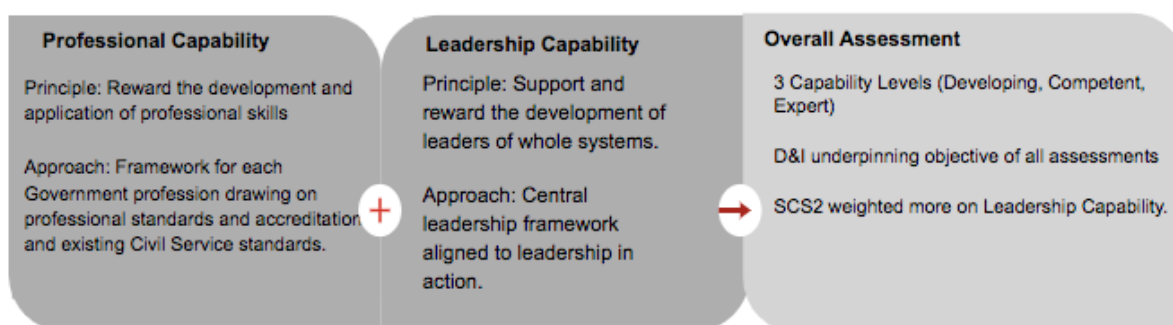 Professional Capability
Principle: Reward the development and
application of professional skills
Approach: Framework for each
Government profession drawing on
professional standards and accreditation
and existing Civil Service standards.
+
Leadership Capability
Principle: Support and
reward the development of
leaders of whole systems.
Approach: Central
leadership framework
aligned to leadership in
action.
Overall Assessment
3 Capability Levels (Developing, Competent,
Expert)
D&I underpinning objective of all assessments
SCS2 weighted more on Leadership Capability.